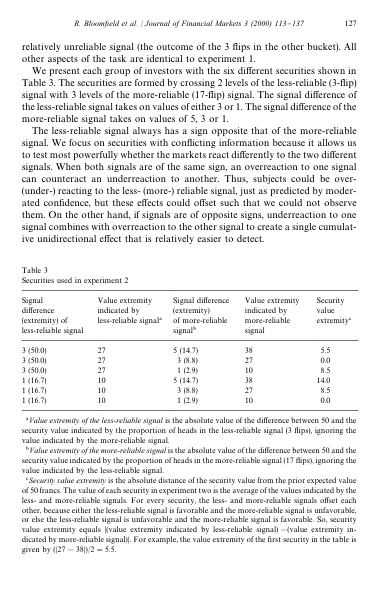 R. Bloomfield et al. / Journal of Financial Markets 3 (2000) 113–137 127
relatively unreliable signal (the outcome of the 3 flips in the other bucket). All
other aspects of the task are identical to experiment 1.
We present each group of investors with the six different securities shown in
Table 3. The securities are formed by crossing 2 levels of the less-reliable (3-flip)
signal with 3 levels of the more-reliable (17-flip) signal. The signal difference of
the less-reliable signal takes on values of either 3 or 1. The signal difference of the
more-reliable signal takes on values of 5, 3 or 1.
The less-reliable signal always has a sign opposite that of the more-reliable
signal. We focus on securities with conflicting information because it allows us
to test most powerfully whether the markets react differently to the two different
signals. When both signals are of the same sign, an overreaction to one signal
can counteract an underreaction to another. Thus, subjects could be over-
(under-) reacting to the less- (more-) reliable signal, just as predicted by moder-
ated confidence, but these effects could offset such that we could not observe
them. On the other hand, if signals are of opposite signs, underreaction to one
signal combines with overreaction to the other signal to create a single cumulat-
ive unidirectional effect that is relatively easier to detect.
Table 3
Securities used in experiment 2
Signal difference (extremity) of less-reliable signal Value extremity indicated by less-reliable signalᵃ Signal difference (extremity) of more-reliable signalᵇ Value extremity indicated by more-reliable signal Security value extremityᶜ
3 (50.0) 27 5 (14.7) 38 5.5
3 (50.0) 27 3 (8.8) 27 0.0
3 (50.0) 27 1 (2.9) 10 8.5
1 (16.7) 10 5 (14.7) 38 14.0
1 (16.7) 10 3 (8.8) 27 8.5
1 (16.7) 10 1 (2.9) 10 0.0
ᵃValue extremity of the less-reliable signal is the absolute value of the difference between 50 and the
security value indicated by the proportion of heads in the less-reliable signal (3 flips), ignoring the
value indicated by the more-reliable signal.
ᵇValue extremity of the more-reliable signal is the absolute value of the difference between 50 and the
security value indicated by the proportion of heads in the more-reliable signal (17 flips), ignoring the
value indicated by the less-reliable signal.
ᶜSecurity value extremity is the absolute distance of the security value from the prior expected value
of 50 francs. The value of each security in experiment two is the average of the values indicated by the
less- and more-reliable signals. For every security, the less- and more-reliable signals offset each
other, because either the less-reliable signal is favorable and the more-reliable signal is unfavorable,
or else the less-reliable signal is unfavorable and the more-reliable signal is favorable. So, security
value extremity equals |(value extremity indicated by less-reliable signal) − (value extremity in-
dicated by more-reliable signal)|. For example, the value extremity of the first security in the table is
given by (|27 − 38|)/2 = 5.5.